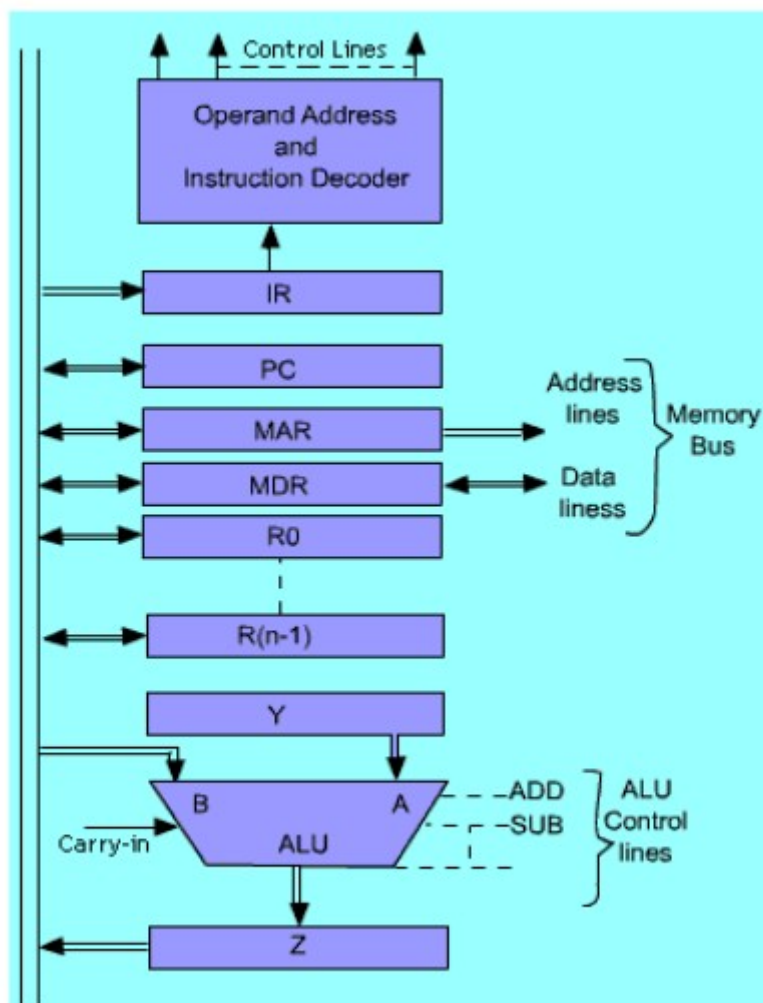 Control Lines
Operand Address
and
Instruction Decoder
IR
PC
MAR
MDR
R0
R(n-1)
Address
lines
Data
liness
Memory
Bus
Y
B
A
ALU
Carry-in
ADD
SUB
ALU
Control
lines
Z